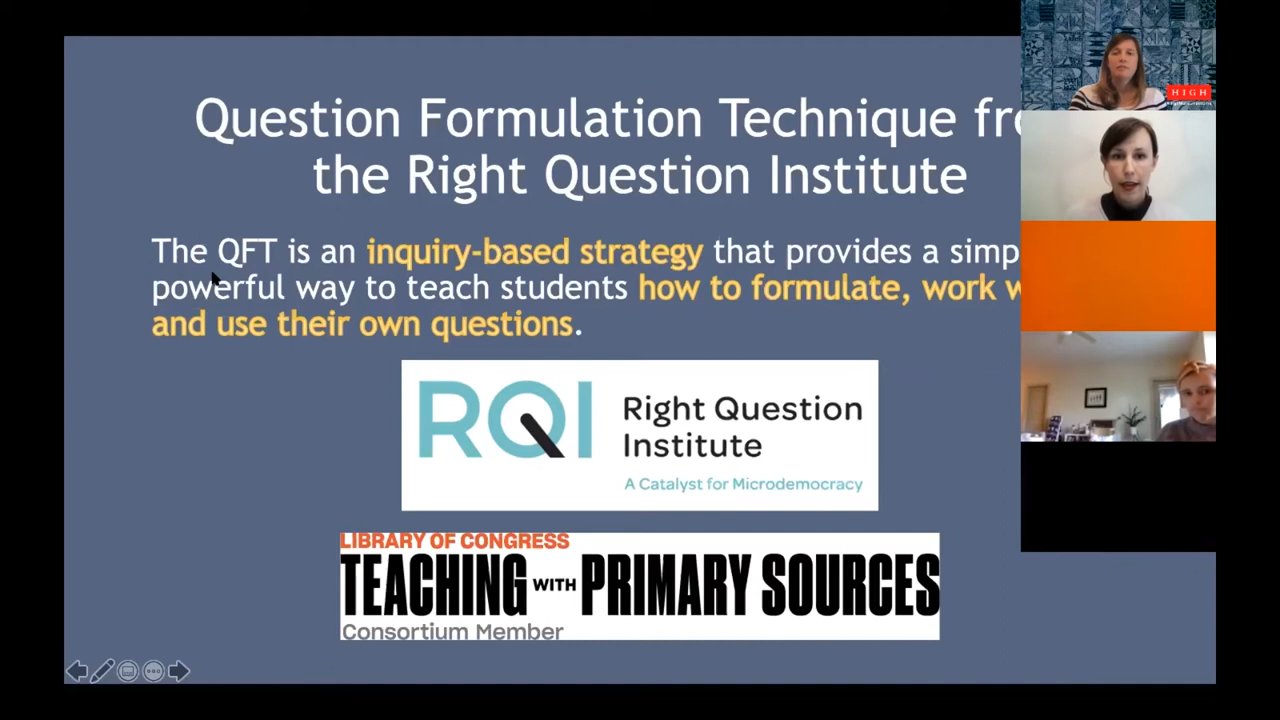 Question Formulation Technique fro
the Right Question Institute
The QFT is an inquiry-based strategy that provides a simp
powerful way to teach students how to formulate, work w
and use their own questions.
RQI
Right Question
Institute
A Catalyst for Microdemocracy
LIBRARY OF CONGRESS
TEACHING WITH PRIMARY SOURCES
Consortium Member
HIGH